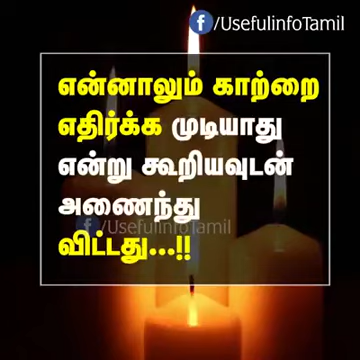 /UsefulinfoTamil
என்னாலும் காற்றை
எதிர்க்க முடியாது
என்று கூறியவுடன்
அணைந்து
/UsefulinfoTamil
விட்டது...!!